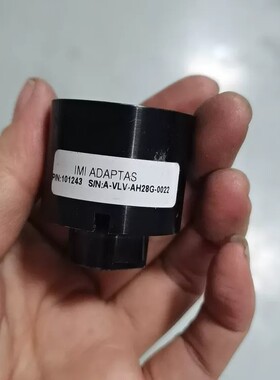 IMI ADAPTAS
P/N:101243 S/N:A-VLV-AH28G-0022